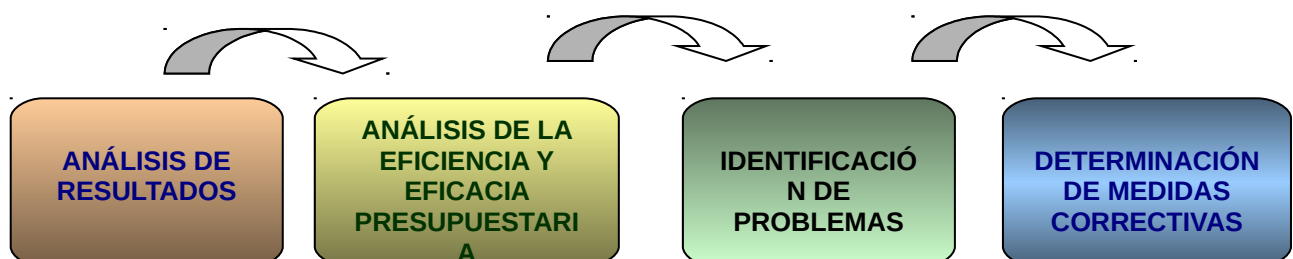 ANÁLISIS DE
RESULTADOS
ANÁLISIS DE LA
EFICIENCIA Y
EFICACIA
PRESUPUESTARI
A
IDENTIFICACIÓ
N DE
PROBLEMAS
DETERMINACIÓN
DE MEDIDAS
CORRECTIVAS